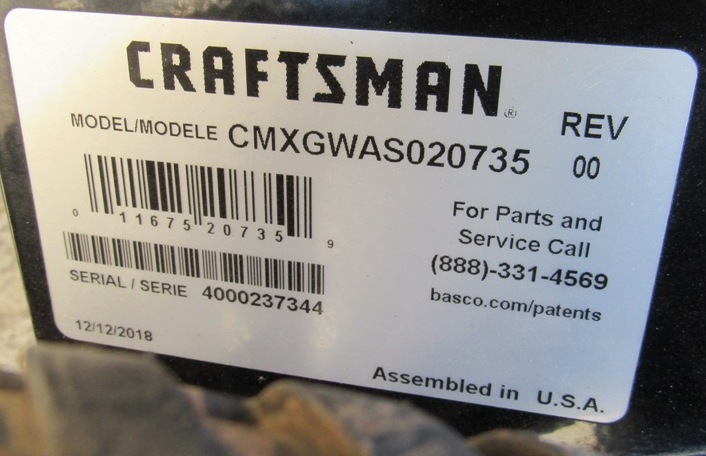 CRAFTSMAN®
MODEL/MODELE CMXGWAS020735
REV
00
0 11675 20735 9
SERIAL / SERIE 4000237344
12/12/2018
For Parts and
Service Call
(888)-331-4569
basco.com/patents
Assembled in U.S.A.